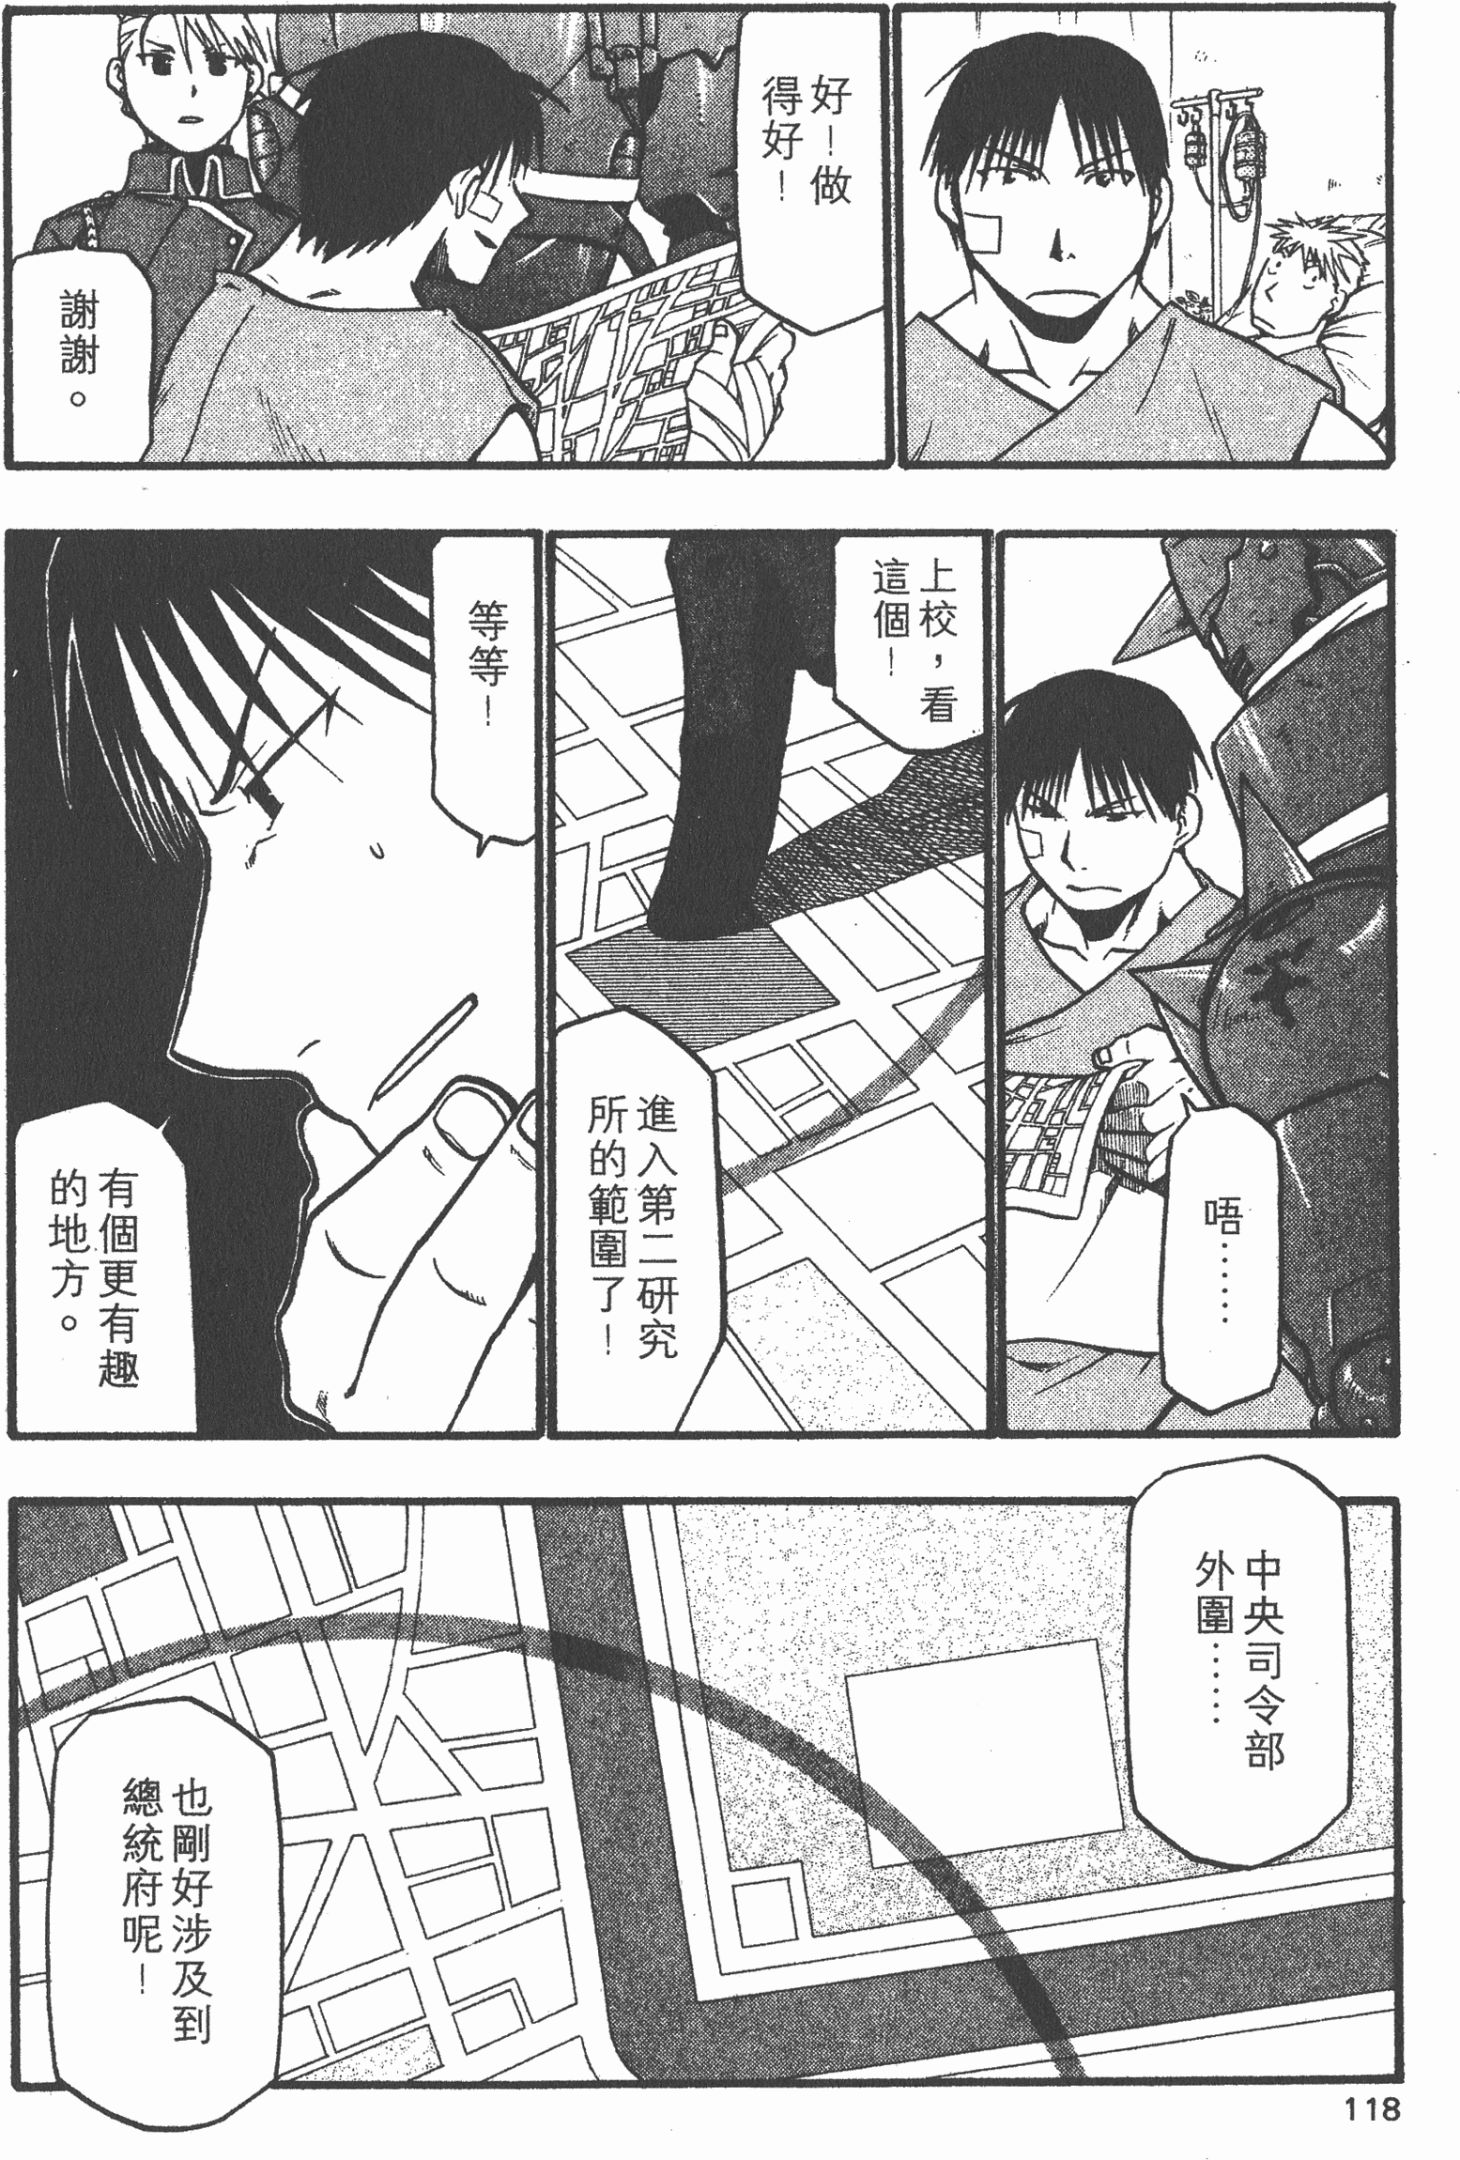 好！做
得好！
謝謝。
唔……
上校，看
這個！
進入第二研究
所的範圍了！
等等！
有個更有趣
的地方。
中央司令部
外圍……
也剛好涉及到
總統府呢！
118